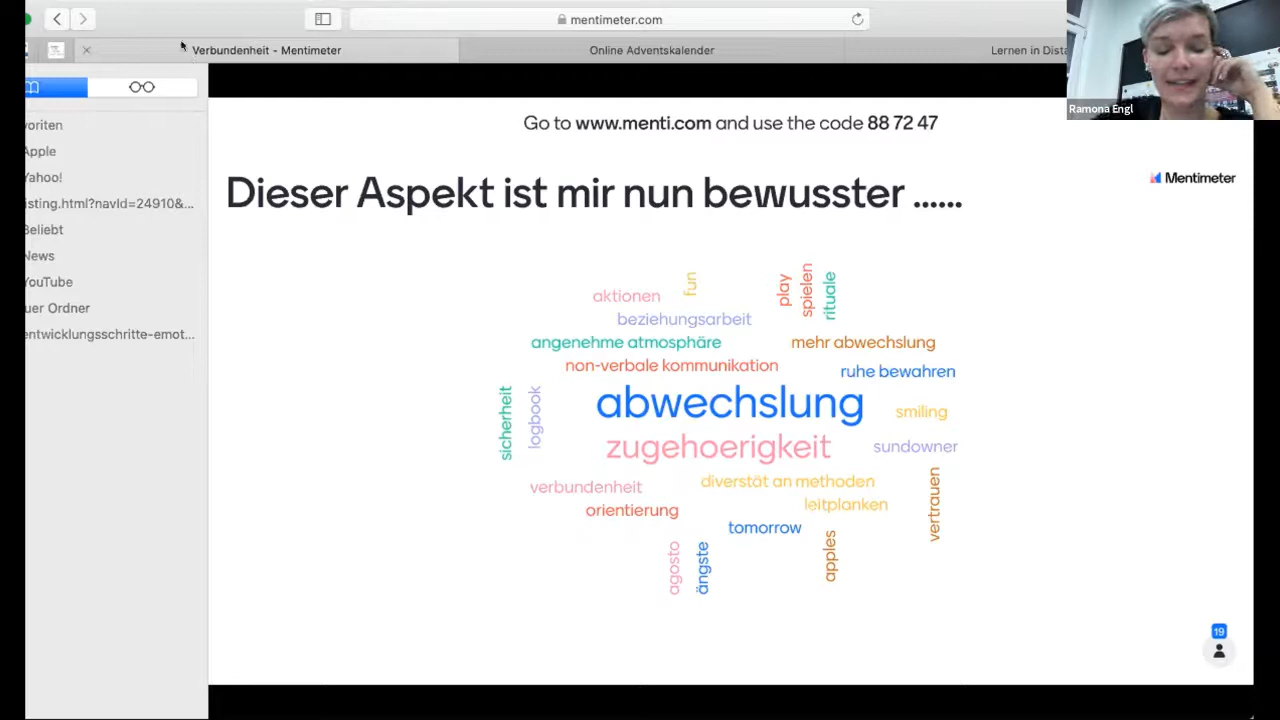 mentimeter.com
Verbundenheit - Mentimeter
Online Adventskalender
Lernen in Dista
Ramona Engl
voriten
Apple
Yahoo!
isting.html?navId=24910&...
Beliebt
News
YouTube
uer Ordner
entwicklungsschritte-emot...
Go to www.menti.com and use the code 88 72 47
Mentimeter
Dieser Aspekt ist mir nun bewusster ......
fun
play
spielen
rituale
aktionen
beziehungsarbeit
angenehme atmosphäre
mehr abwechslung
non-verbale kommunikation
ruhe bewahren
sicherheit
logbook
abwechslung
smiling
zugehoerigkeit
sundowner
verbundenheit
diverstät an methoden
orientierung
leitplanken
vertrauen
tomorrow
agosto
ängste
apples
19